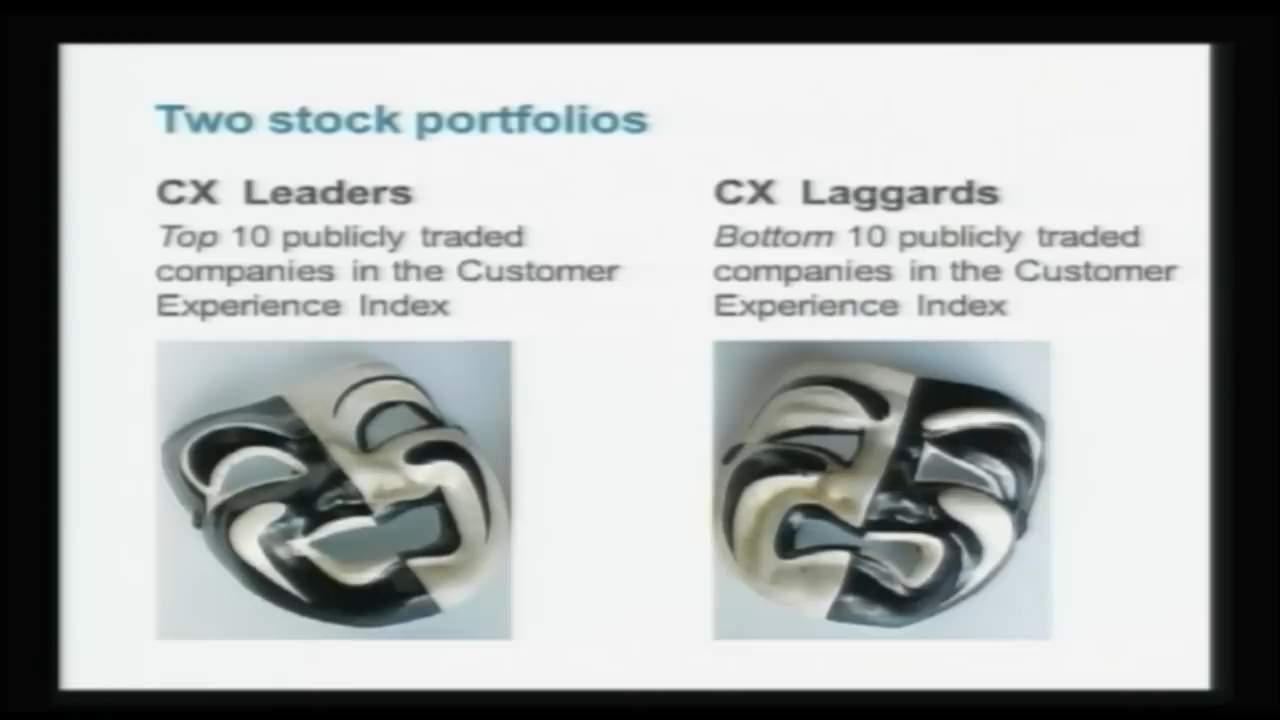 Two stock portfolios
CX Leaders
Top 10 publicly traded
companies in the Customer
Experience Index
CX Laggards
Bottom 10 publicly traded
companies in the Customer
Experience Index